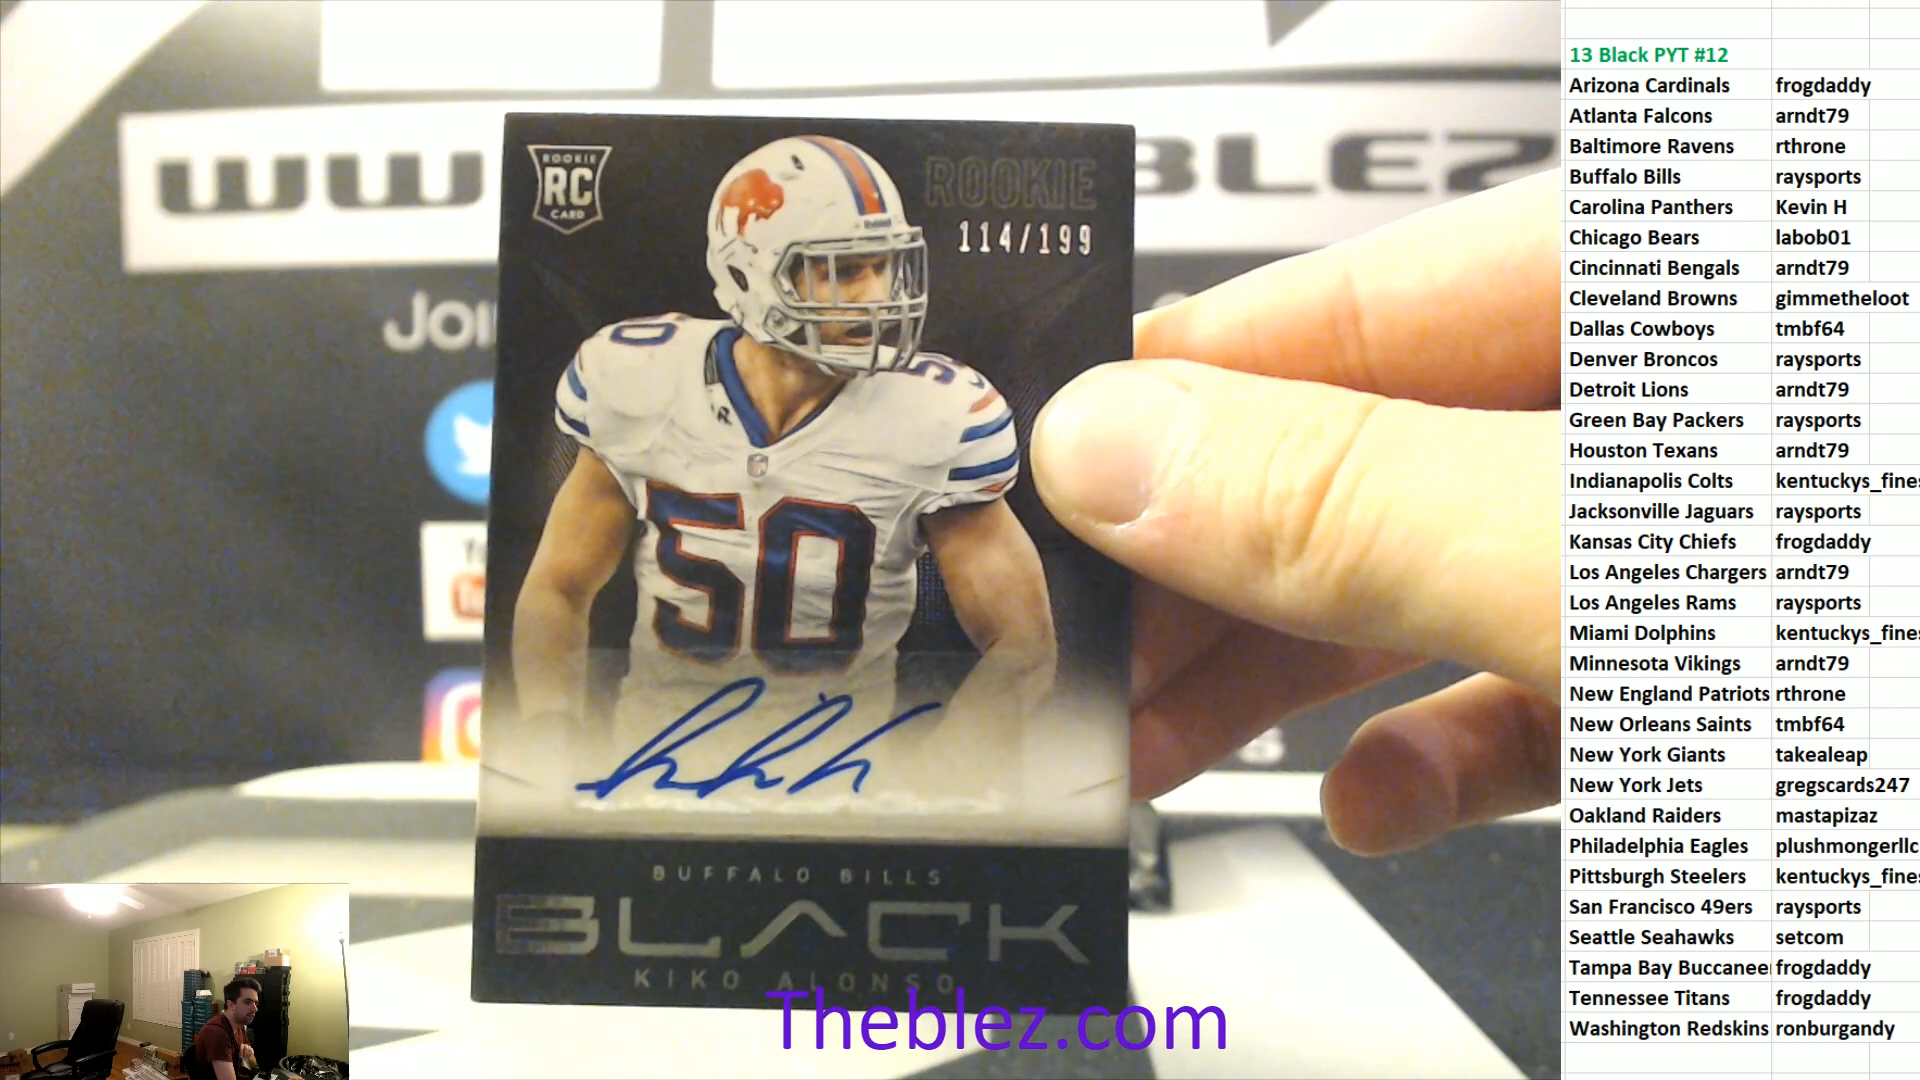 WWW
BLEZ
Joi
ROOKIE
RC
CARD
ROOKIE
114/199
50
50
BUFFALO BILLS
BLACK
KIKO ALONSO
Theblez.com
13 Black PYT #12
Arizona Cardinals frogdaddy
Atlanta Falcons arndt79
Baltimore Ravens rthrone
Buffalo Bills raysports
Carolina Panthers Kevin H
Chicago Bears labob01
Cincinnati Bengals arndt79
Cleveland Browns gimmetheloot
Dallas Cowboys tmbf64
Denver Broncos raysports
Detroit Lions arndt79
Green Bay Packers raysports
Houston Texans arndt79
Indianapolis Colts kentuckys_fines
Jacksonville Jaguars raysports
Kansas City Chiefs frogdaddy
Los Angeles Chargers arndt79
Los Angeles Rams raysports
Miami Dolphins kentuckys_fines
Minnesota Vikings arndt79
New England Patriots rthrone
New Orleans Saints tmbf64
New York Giants takealeap
New York Jets gregscards247
Oakland Raiders mastapizaz
Philadelphia Eagles plushmongerllc
Pittsburgh Steelers kentuckys_fines
San Francisco 49ers raysports
Seattle Seahawks setcom
Tampa Bay Buccanee frogdaddy
Tennessee Titans frogdaddy
Washington Redskins ronburgandy